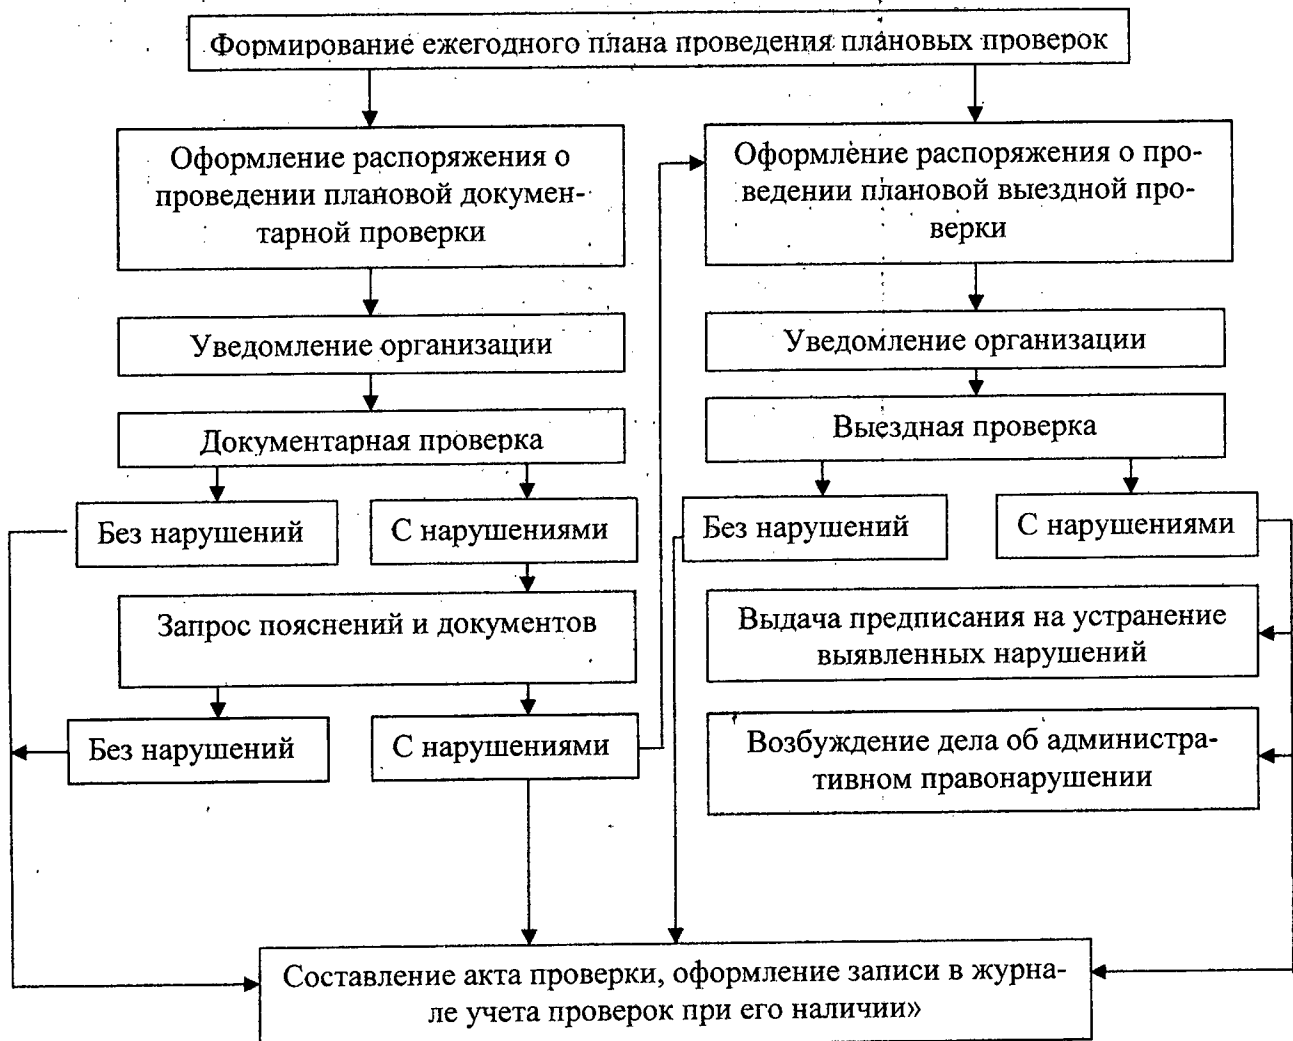 Формирование ежегодного плана проведения плановых проверок
Оформление распоряжения о
проведении плановой докумен-
тарной проверки
Оформление распоряжения о про-
ведении плановой выездной про-
верки
Уведомление организации
Уведомление организации
Документарная проверка
Выездная проверка
Без нарушений
С нарушениями
Без нарушений
С нарушениями
Запрос пояснений и документов
Выдача предписания на устранение
выявленных нарушений
Без нарушений
С нарушениями
Возбуждение дела об администра-
тивном правонарушении
Составление акта проверки, оформление записи в журна-
ле учета проверок при его наличии»